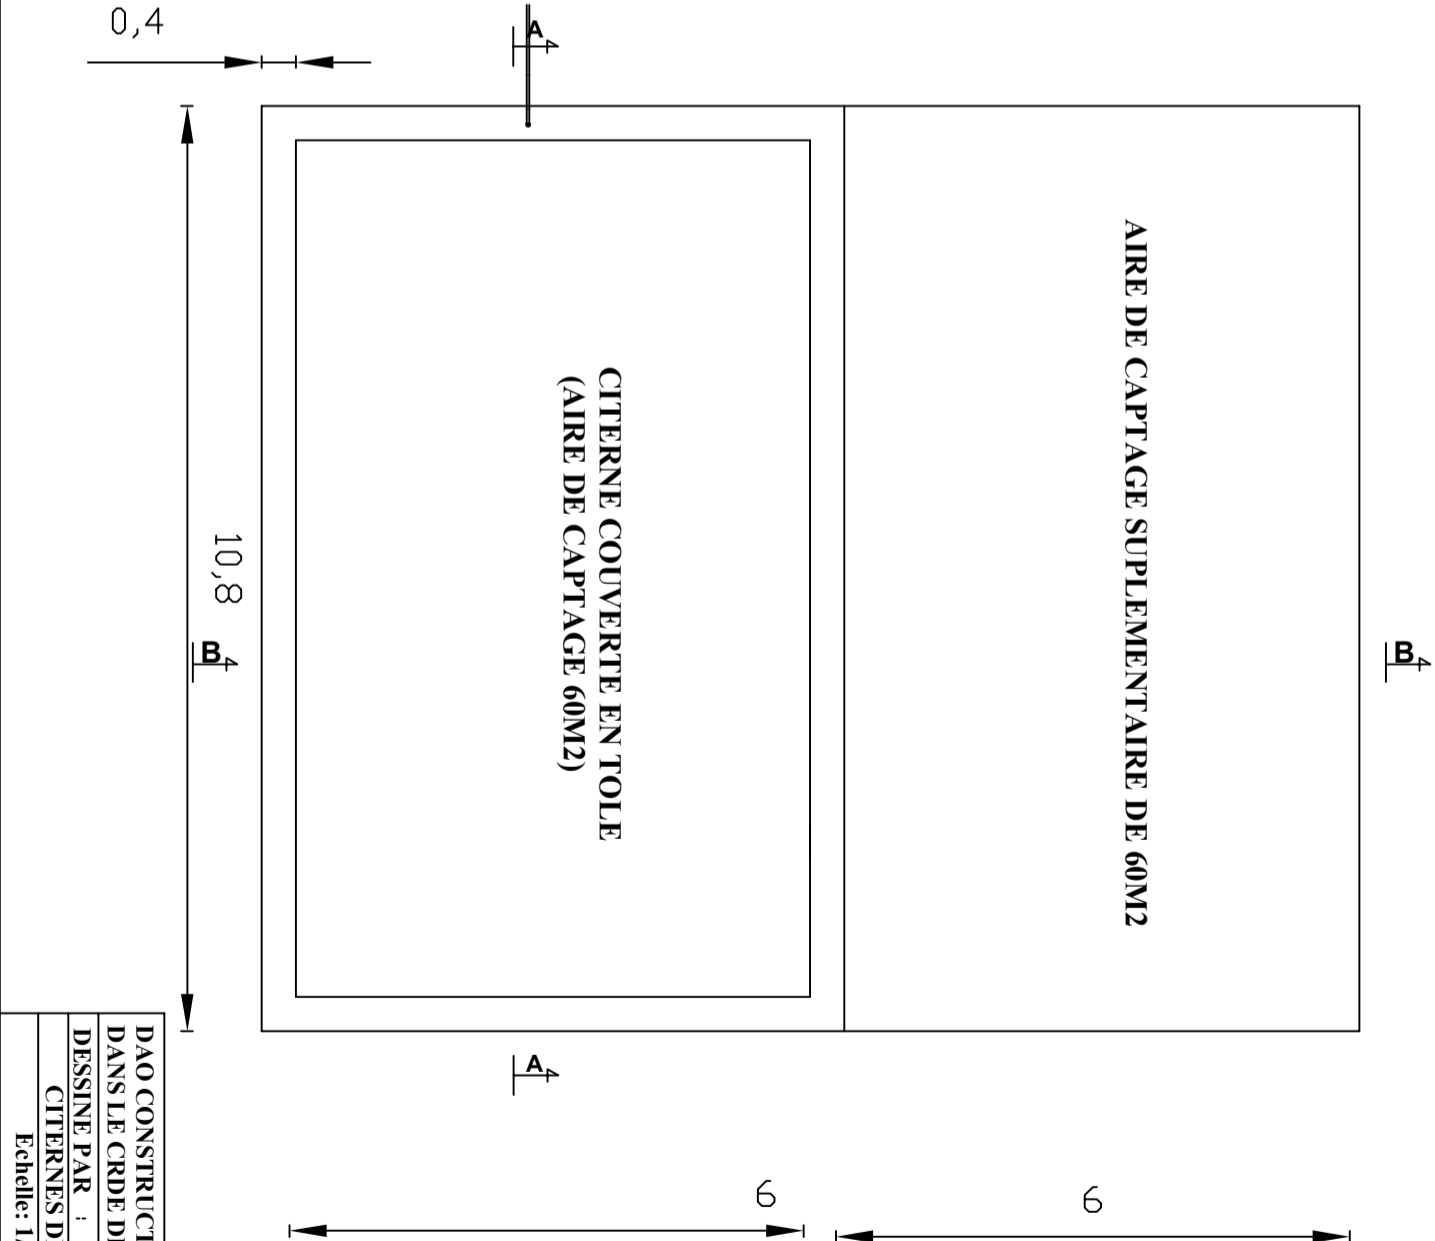 0,4
A
AIRE DE CAPTAGE SUPLEMENTAIRE DE 60M2
CITERNE COUVERTE EN TOLE
(AIRE DE CAPTAGE 60M2)
10,8
B
B
A
6
6
DAO CONSTRUCT
DANS LE CRDE D
DESSINE PAR :
CITERNES D
Echelle: 1